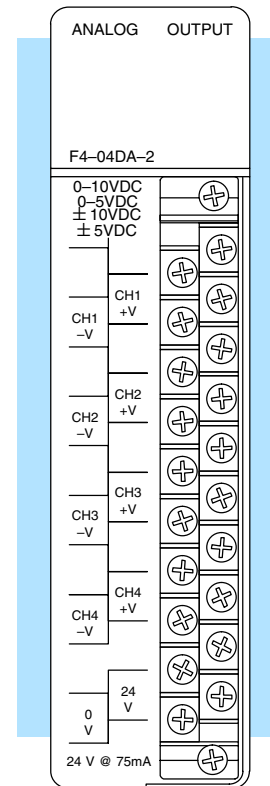 ANALOG OUTPUT
F4–04DA–2
0–10VDC
0–5VDC
± 10VDC
± 5VDC
CH1
+V
CH1
–V
CH2
+V
CH2
–V
CH3
+V
CH3
–V
CH4
+V
CH4
–V
24
V
0
V
24 V @ 75mA